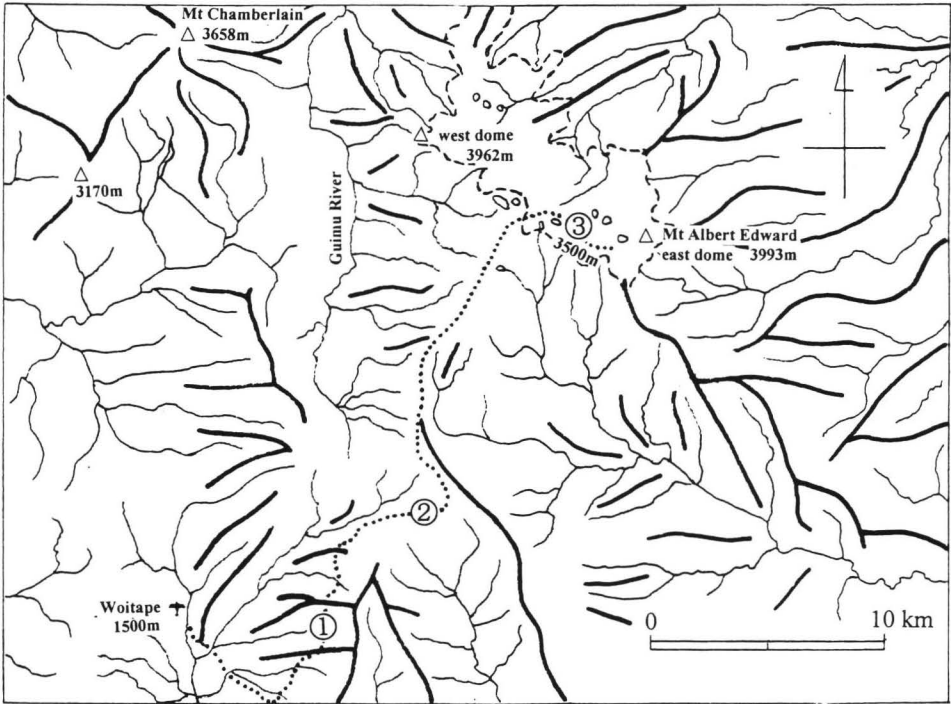 Mt Chamberlain
3658m
west dome
3962m
3170m
Guimu River
③
Mt Albert Edward
east dome 3993m
3500m
②
Woitape
1500m
①
0 10 km